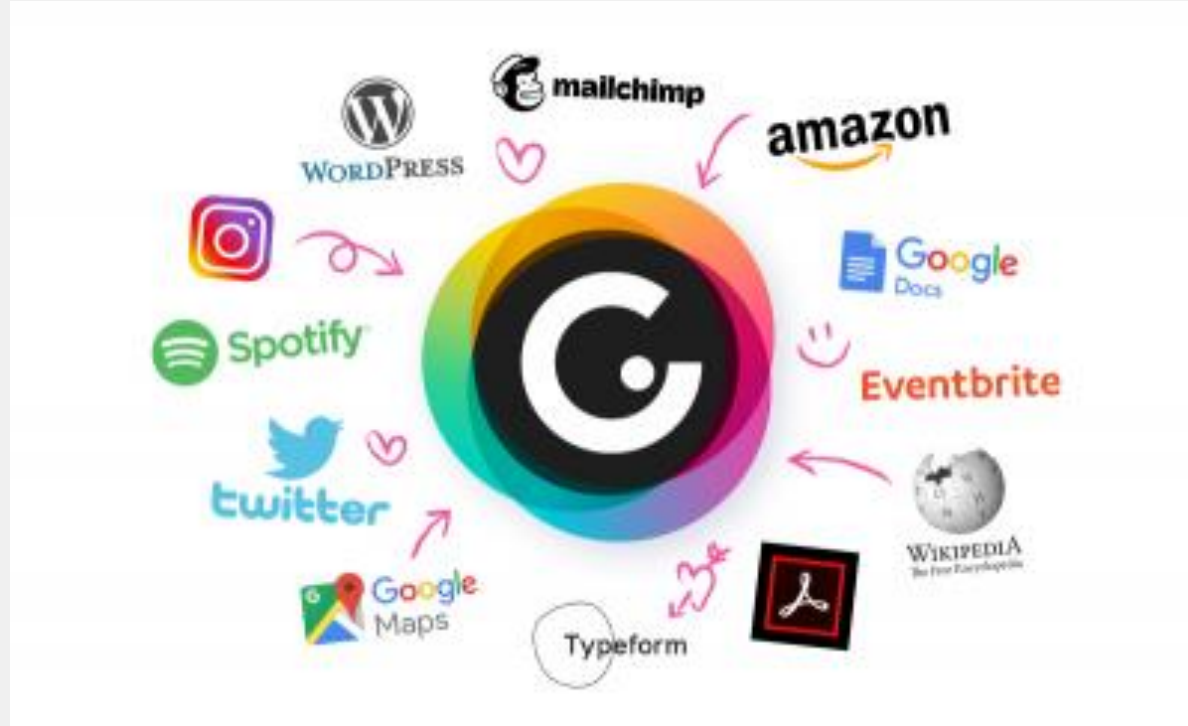 mailchimp
WORDPRESS
amazon
Google
Docs
Spotify
Eventbrite
twitter
WIKIPEDIA
The Free Encyclopedia
Google
Maps
Typeform